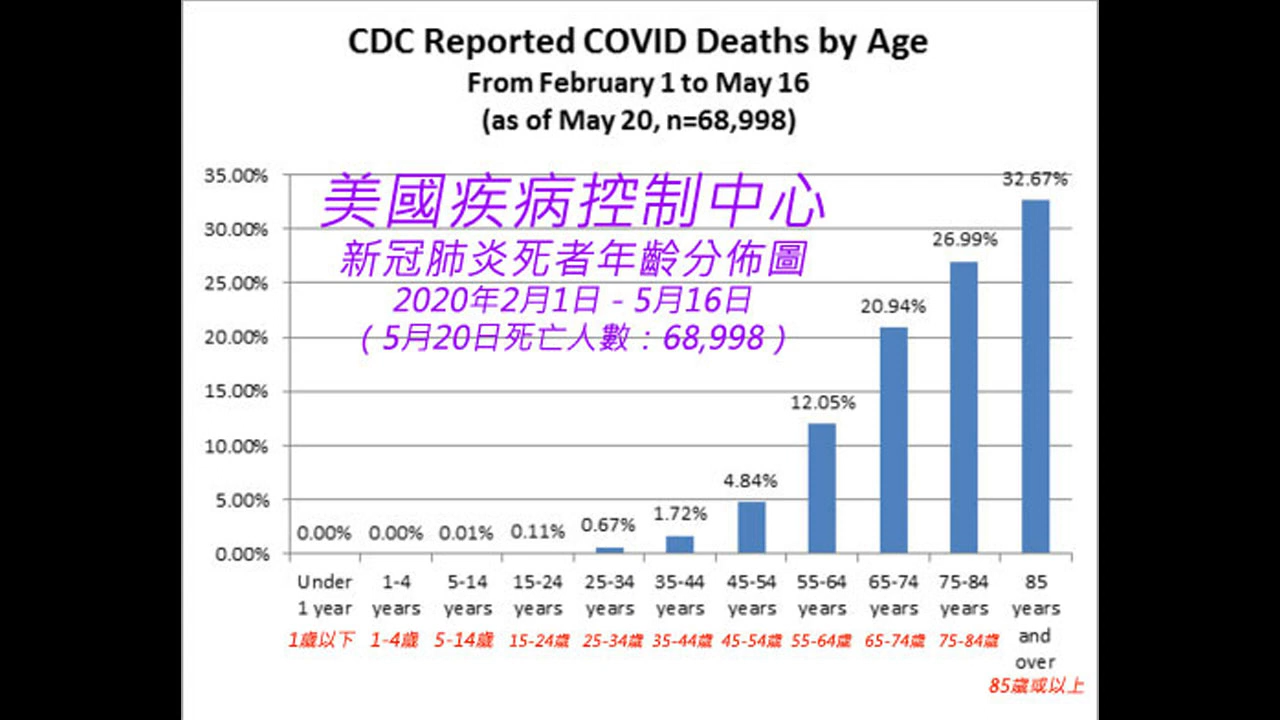 CDC Reported COVID Deaths by Age
From February 1 to May 16
(as of May 20, n=68,998)
美國疾病控制中心
新冠肺炎死者年齡分佈圖
2020年2月1日 - 5月16日
( 5月20日死亡人數：68,998 )
35.00%
30.00%
25.00%
20.00%
15.00%
10.00%
5.00%
0.00%
0.00% 0.00% 0.01% 0.11% 0.67% 1.72% 4.84% 12.05% 20.94% 26.99% 32.67%
Under 1-4 5-14 15-24 25-34 35-44 45-54 55-64 65-74 75-84 85
1 year years years years years years years years years years years
and
over
1歲以下 1-4歲 5-14歲 15-24歲 25-34歲 35-44歲 45-54歲 55-64歲 65-74歲 75-84歲
85歲或以上